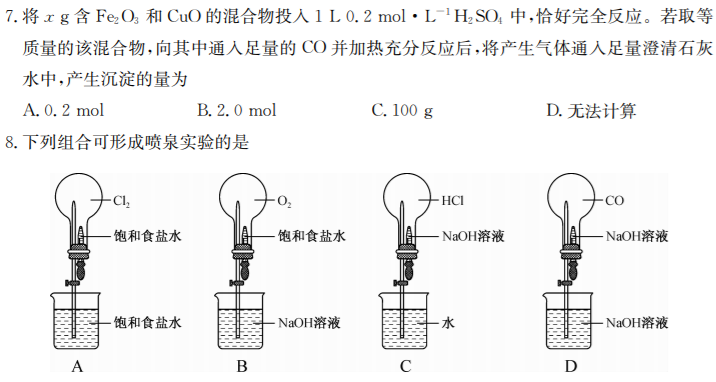 7. 将 x g 含 Fe₂O₃ 和 CuO 的混合物投入 1 L 0.2 mol·L⁻¹ H₂SO₄ 中,恰好完全反应。若取等
质量的该混合物,向其中通入足量的 CO 并加热充分反应后,将产生气体通入足量澄清石灰
水中,产生沉淀的量为
A. 0.2 mol B. 2.0 mol C. 100 g D. 无法计算
8. 下列组合可形成喷泉实验的是
Cl₂ O₂ HCl CO
饱和食盐水 饱和食盐水 NaOH溶液 NaOH溶液
饱和食盐水 NaOH溶液 水 NaOH溶液
A B C D